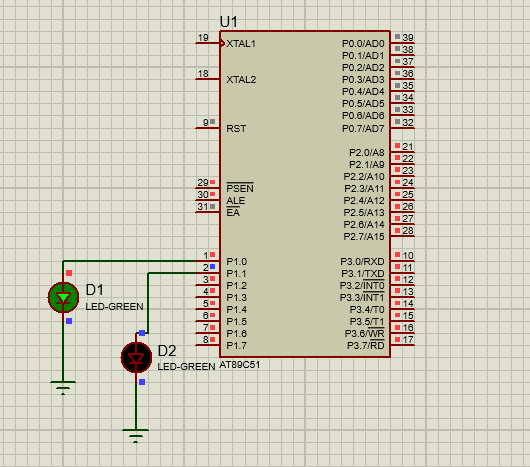 U1
19 XTAL1 P0.0/AD0 39
P0.1/AD1 38
P0.2/AD2 37
18 XTAL2 P0.3/AD3 36
P0.4/AD4 35
P0.5/AD5 34
P0.6/AD6 33
9 RST P0.7/AD7 32
P2.0/A8 21
P2.1/A9 22
P2.2/A10 23
29 PSEN P2.3/A11 24
30 ALE P2.4/A12 25
31 EA P2.5/A13 26
P2.6/A14 27
P2.7/A15 28
1 P1.0 P3.0/RXD 10
2 P1.1 P3.1/TXD 11
3 P1.2 P3.2/INT0 12
4 P1.3 P3.3/INT1 13
5 P1.4 P3.4/T0 14
6 P1.5 P3.5/T1 15
7 P1.6 P3.6/WR 16
8 P1.7 P3.7/RD 17
AT89C51
D1
LED-GREEN
D2
LED-GREEN